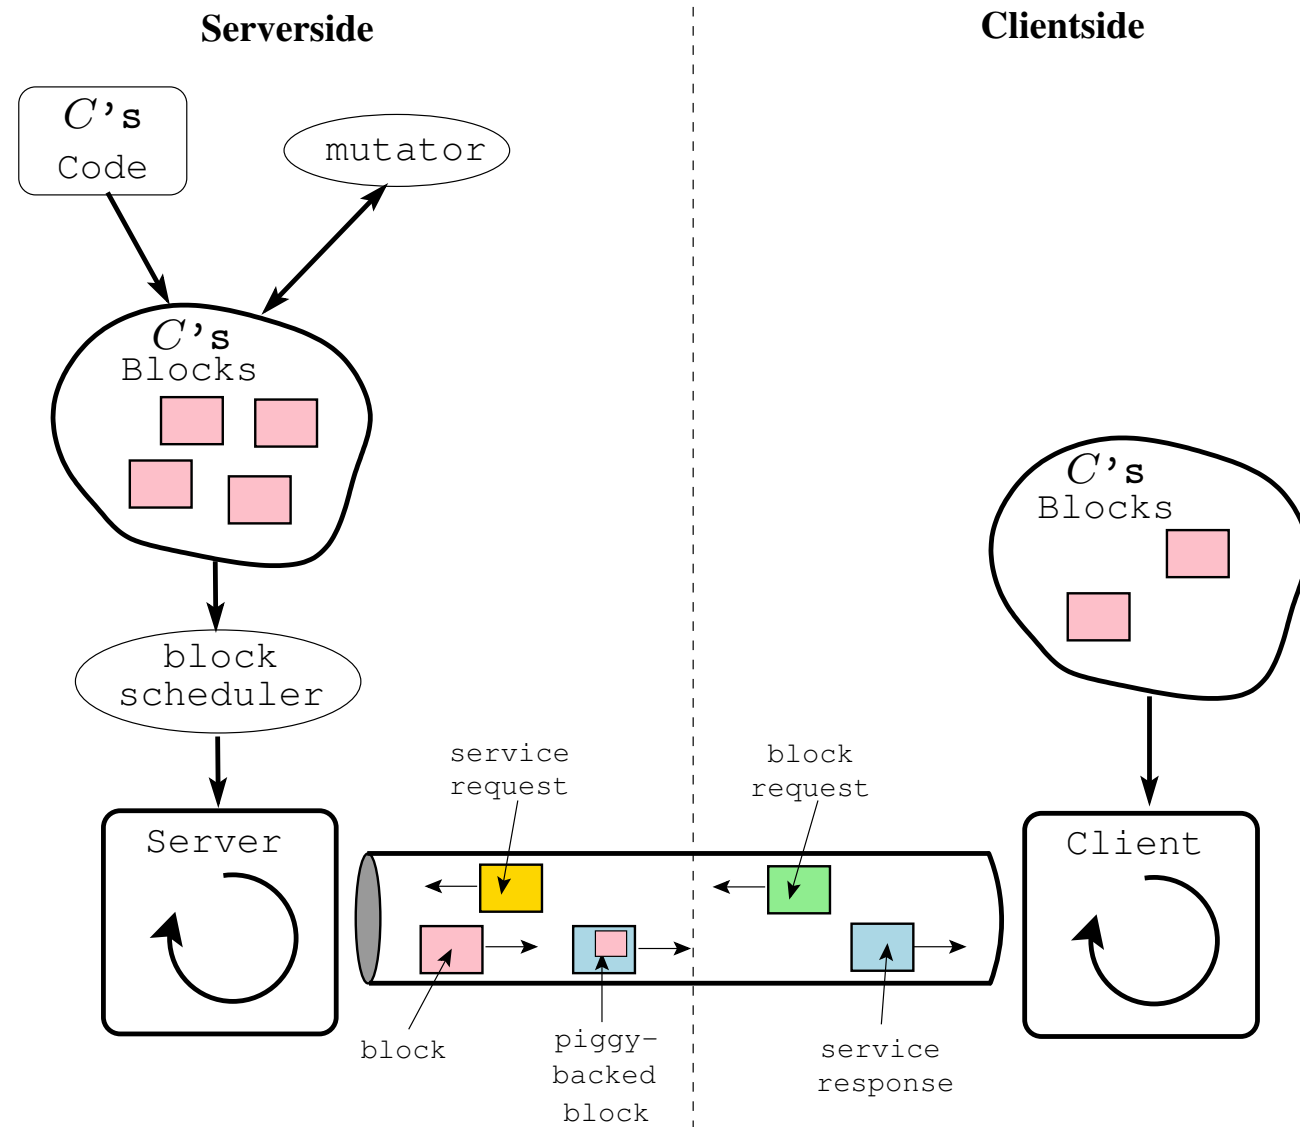 Serverside
Clientside
C's
Code
mutator
C's
Blocks
C's
Blocks
block
scheduler
service
request
block
request
Server
Client
block
piggy-
backed
block
service
response